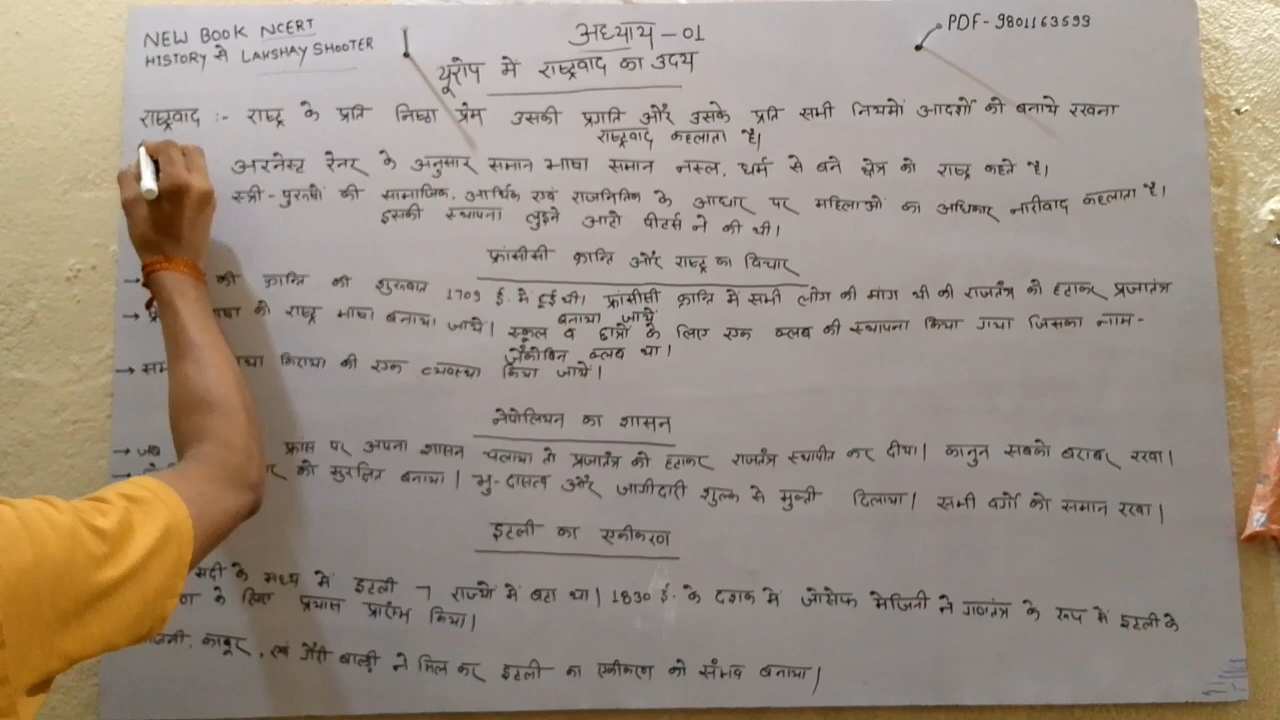 NEW BOOK NCERT
HISTORY से LAKSHAY SHOOTER
PDF - 9801163599
अध्याय - 01
यूरोप में राष्ट्रवाद का उदय
राष्ट्रवाद :- राष्ट्र के प्रति निष्ठा प्रेम उसकी प्रगति और उसके प्रति सभी नियमों आदर्शों को बनाये रखना
राष्ट्रवाद कहलाता है।
अरनेस्ट रेनर के अनुसार समान भाषा समान नस्ल, धर्म से बने क्षेत्र को राष्ट्र कहते है।
स्त्री - पुरुषों की सामाजिक, आर्थिक एवं राजनितिक के आधार पर महिलाओं का अधिकार नारीवाद कहलाता है।
इसकी स्थापना लुइने आटो पीटर्स ने की थी।
फ्रांसीसी क्रान्ति और राष्ट्र का विचार
→ की क्रान्ति की शुरुवात 1709 ई. में हुई थी। फ्रांसीसी क्रान्ति में सभी लोग की मांग थी की राजतंत्र को हटाकर प्रजातंत्र
बनाया जाये
→ को राष्ट्र भाषा बनाया जाये। स्कूल व छात्रों के लिए एक क्लब की स्थापना किया गया जिसका नाम -
जैकोबिन क्लब था।
→ सम किराया की एक व्यवस्था किया जाये।
नेपोलियन का शासन
→ जब फ्रांस पर अपना शासन चलाया तो प्रजातंत्र को हटाकर राजतंत्र स्थापीत कर दीया। कानुन सबको बराबर रखा।
को सुरक्षित बनाया। भु-दासत्व और जागीदारी शुल्क से मुक्ती दिलाया। सभी वर्गो को समान रखा।
इटली का एकीकरण
सदी के मध्य में इटली 7 राज्यों में बटा था। 1830 ई. के दशक में जोसेफ मेजिनी ने गणतंत्र के रूप में इटली के
के लिए प्रयास प्रारंभ किया।
कावूर, एवं गैरी बाल्डी ने मिल कर इटली का एकीकरण को संभव बनाया।